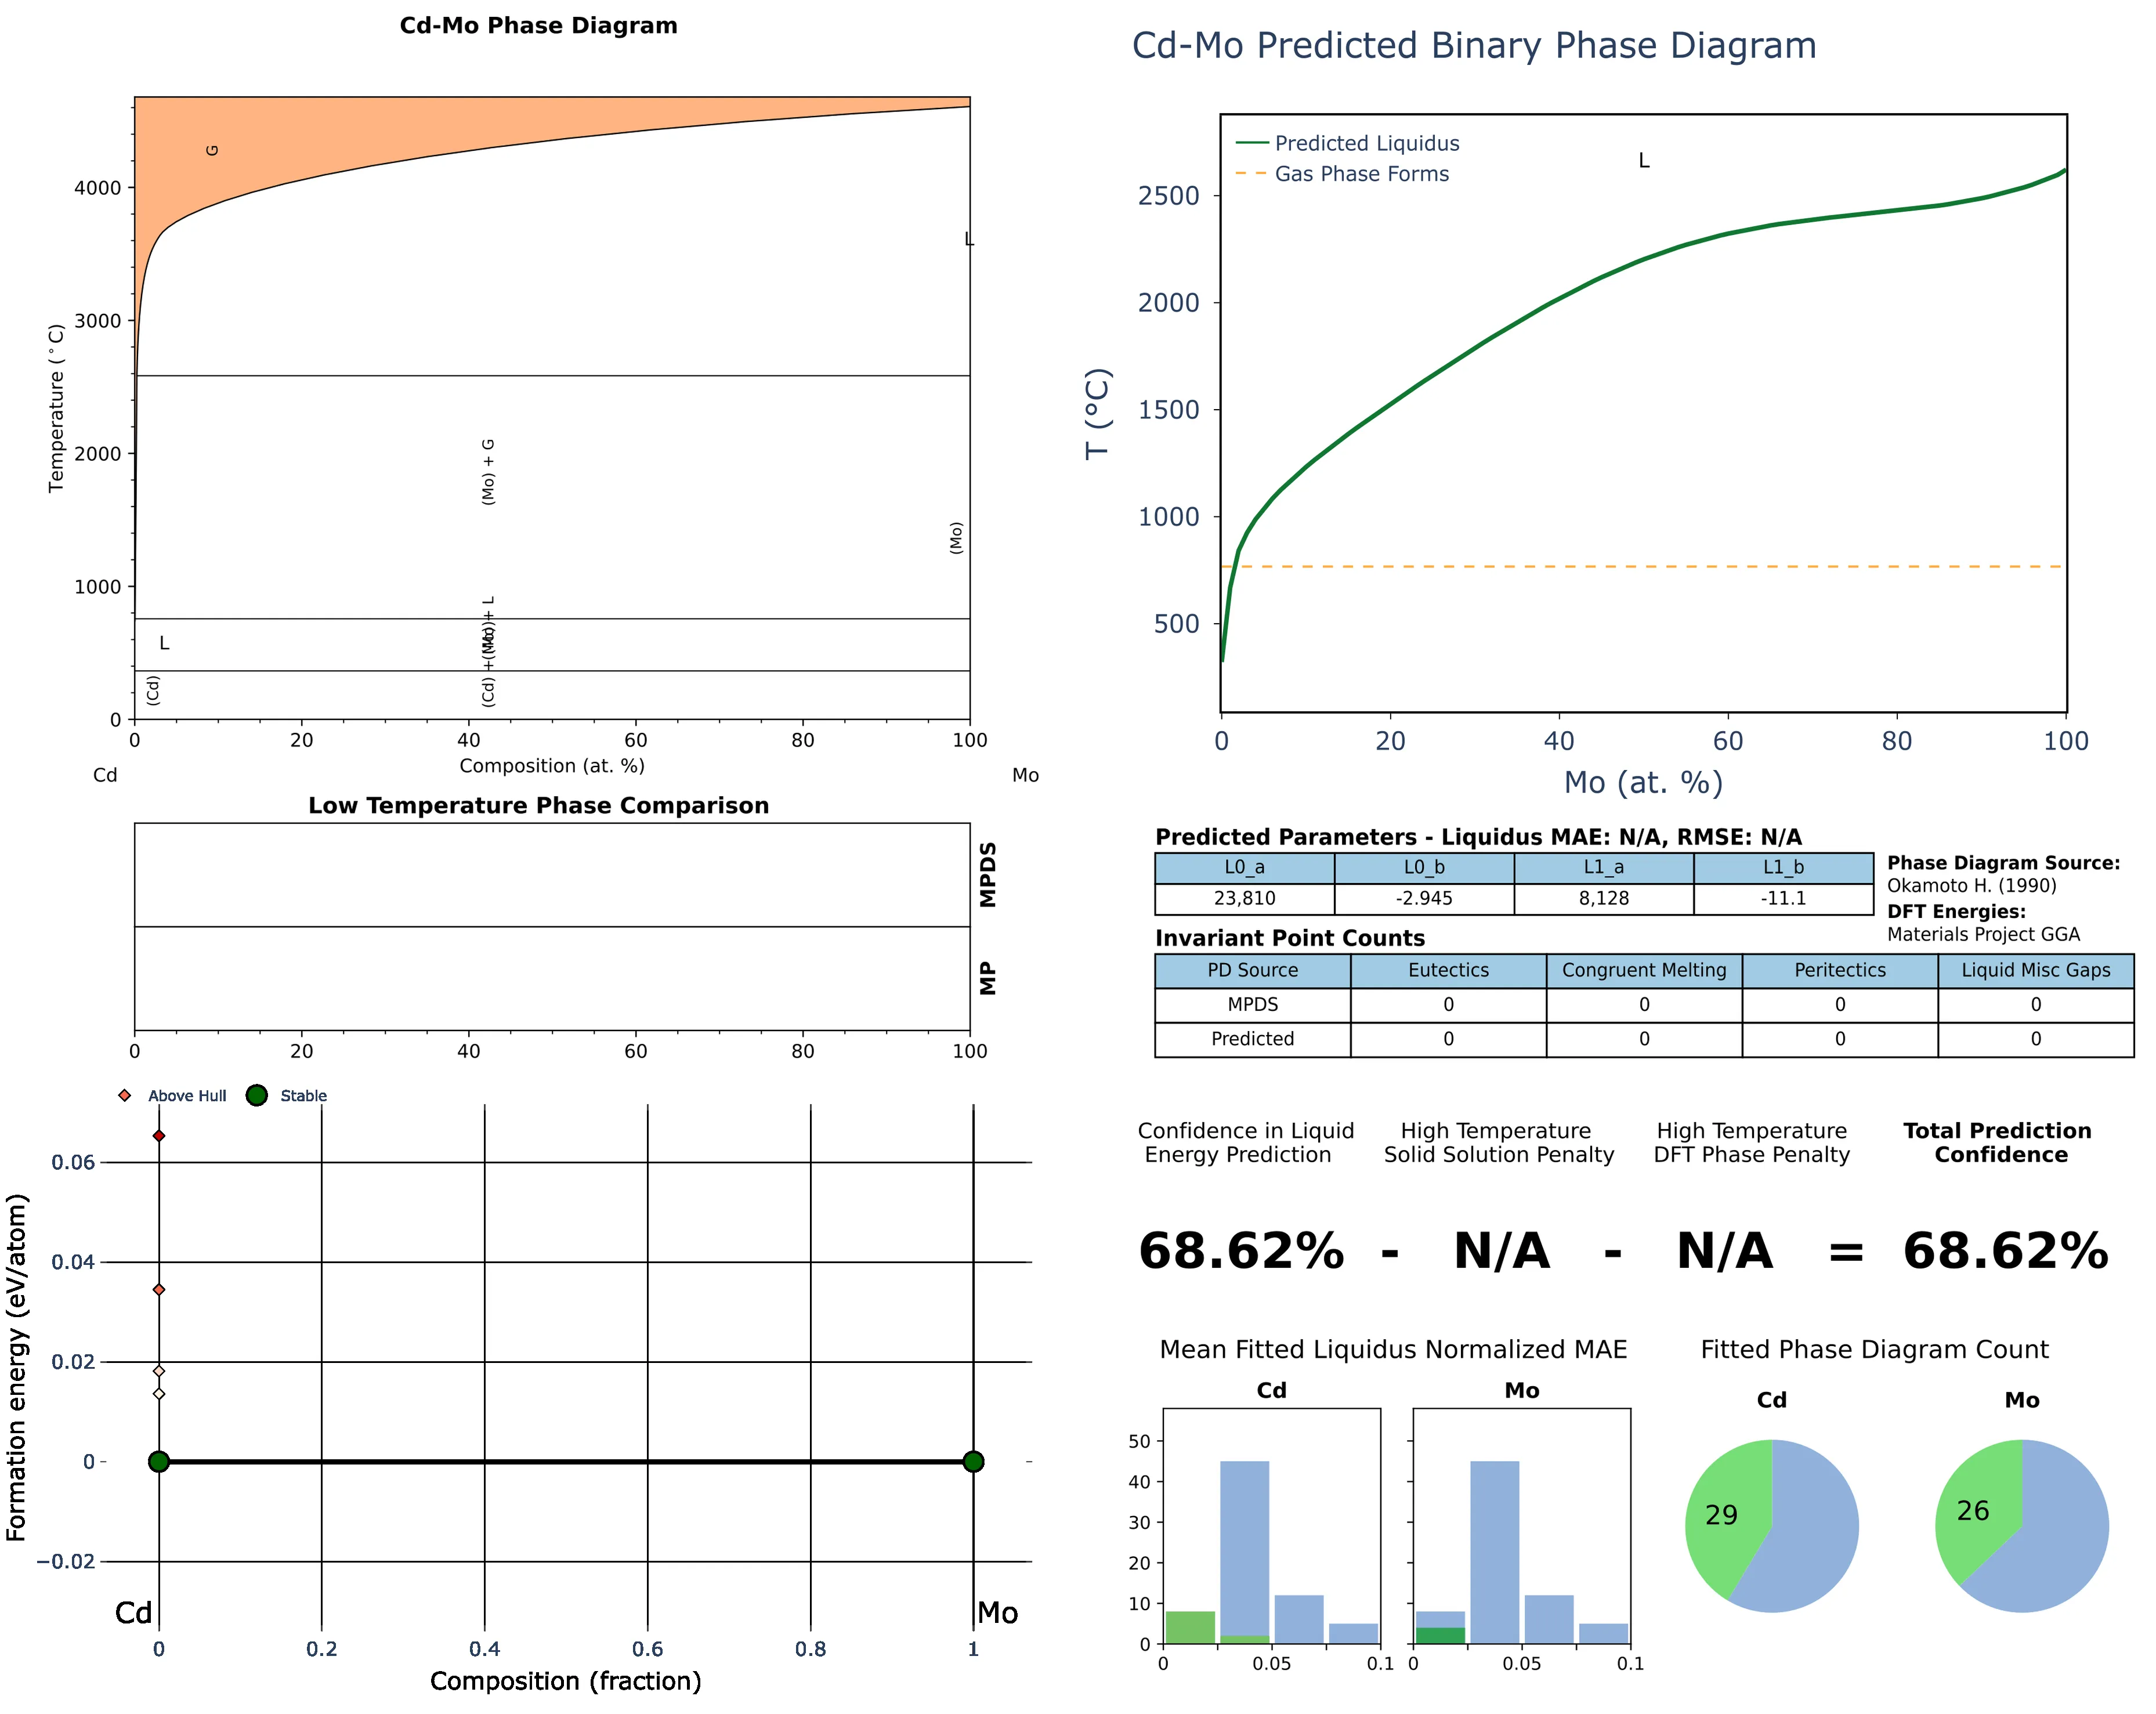 Cd-Mo Phase Diagram
G
L
(Mo) + G
(Mo)
(Mo) + L
L
(Cd) + (Mo)
(Cd)
Temperature (°C)
4000
3000
2000
1000
0
0 20 40 60 80 100
Composition (at. %)
Cd Mo
Low Temperature Phase Comparison
MPDS
MP
0 20 40 60 80 100
Above Hull Stable
Formation energy (eV/atom)
0.06
0.04
0.02
0
−0.02
Cd Mo
0 0.2 0.4 0.6 0.8 1
Composition (fraction)
Cd-Mo Predicted Binary Phase Diagram
Predicted Liquidus
Gas Phase Forms
L
T (°C)
2500
2000
1500
1000
500
0 20 40 60 80 100
Mo (at. %)
Predicted Parameters - Liquidus MAE: N/A, RMSE: N/A
L0_a L0_b L1_a L1_b
23,810 -2.945 8,128 -11.1
Phase Diagram Source:
Okamoto H. (1990)
DFT Energies:
Materials Project GGA
Invariant Point Counts
PD Source Eutectics Congruent Melting Peritectics Liquid Misc Gaps
MPDS 0 0 0 0
Predicted 0 0 0 0
Confidence in Liquid
Energy Prediction
High Temperature
Solid Solution Penalty
High Temperature
DFT Phase Penalty
Total Prediction
Confidence
68.62% - N/A - N/A = 68.62%
Mean Fitted Liquidus Normalized MAE
Cd Mo
50
40
30
20
10
0
0 0.05 0.1 0 0.05 0.1
Fitted Phase Diagram Count
Cd Mo
29 26